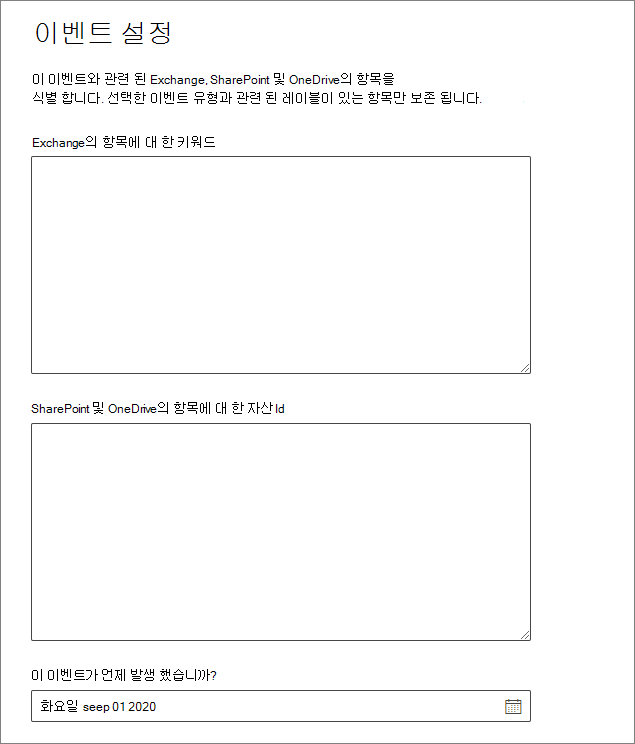 이벤트 설정
이 이벤트와 관련 된 Exchange, SharePoint 및 OneDrive의 항목을
식별 합니다. 선택한 이벤트 유형과 관련 된 레이블이 있는 항목만 보존 됩니다.
Exchange의 항목에 대 한 키워드
SharePoint 및 OneDrive의 항목에 대 한 자산 Id
이 이벤트가 언제 발생 했습니까?
화요일 seep 01 2020